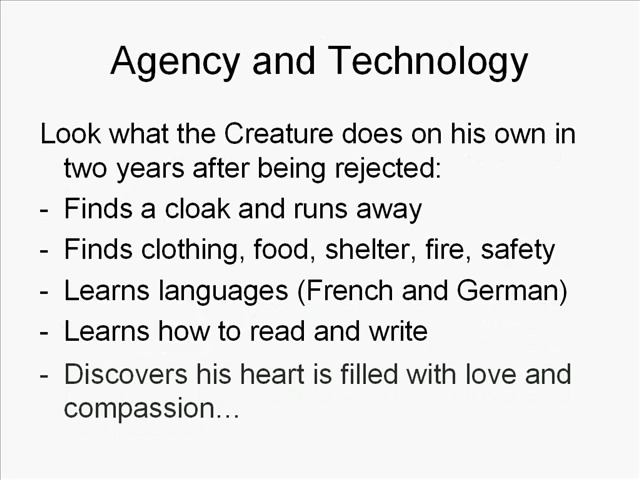 Agency and Technology
Look what the Creature does on his own in
two years after being rejected:
- Finds a cloak and runs away
- Finds clothing, food, shelter, fire, safety
- Learns languages (French and German)
- Learns how to read and write
- Discovers his heart is filled with love and
compassion...